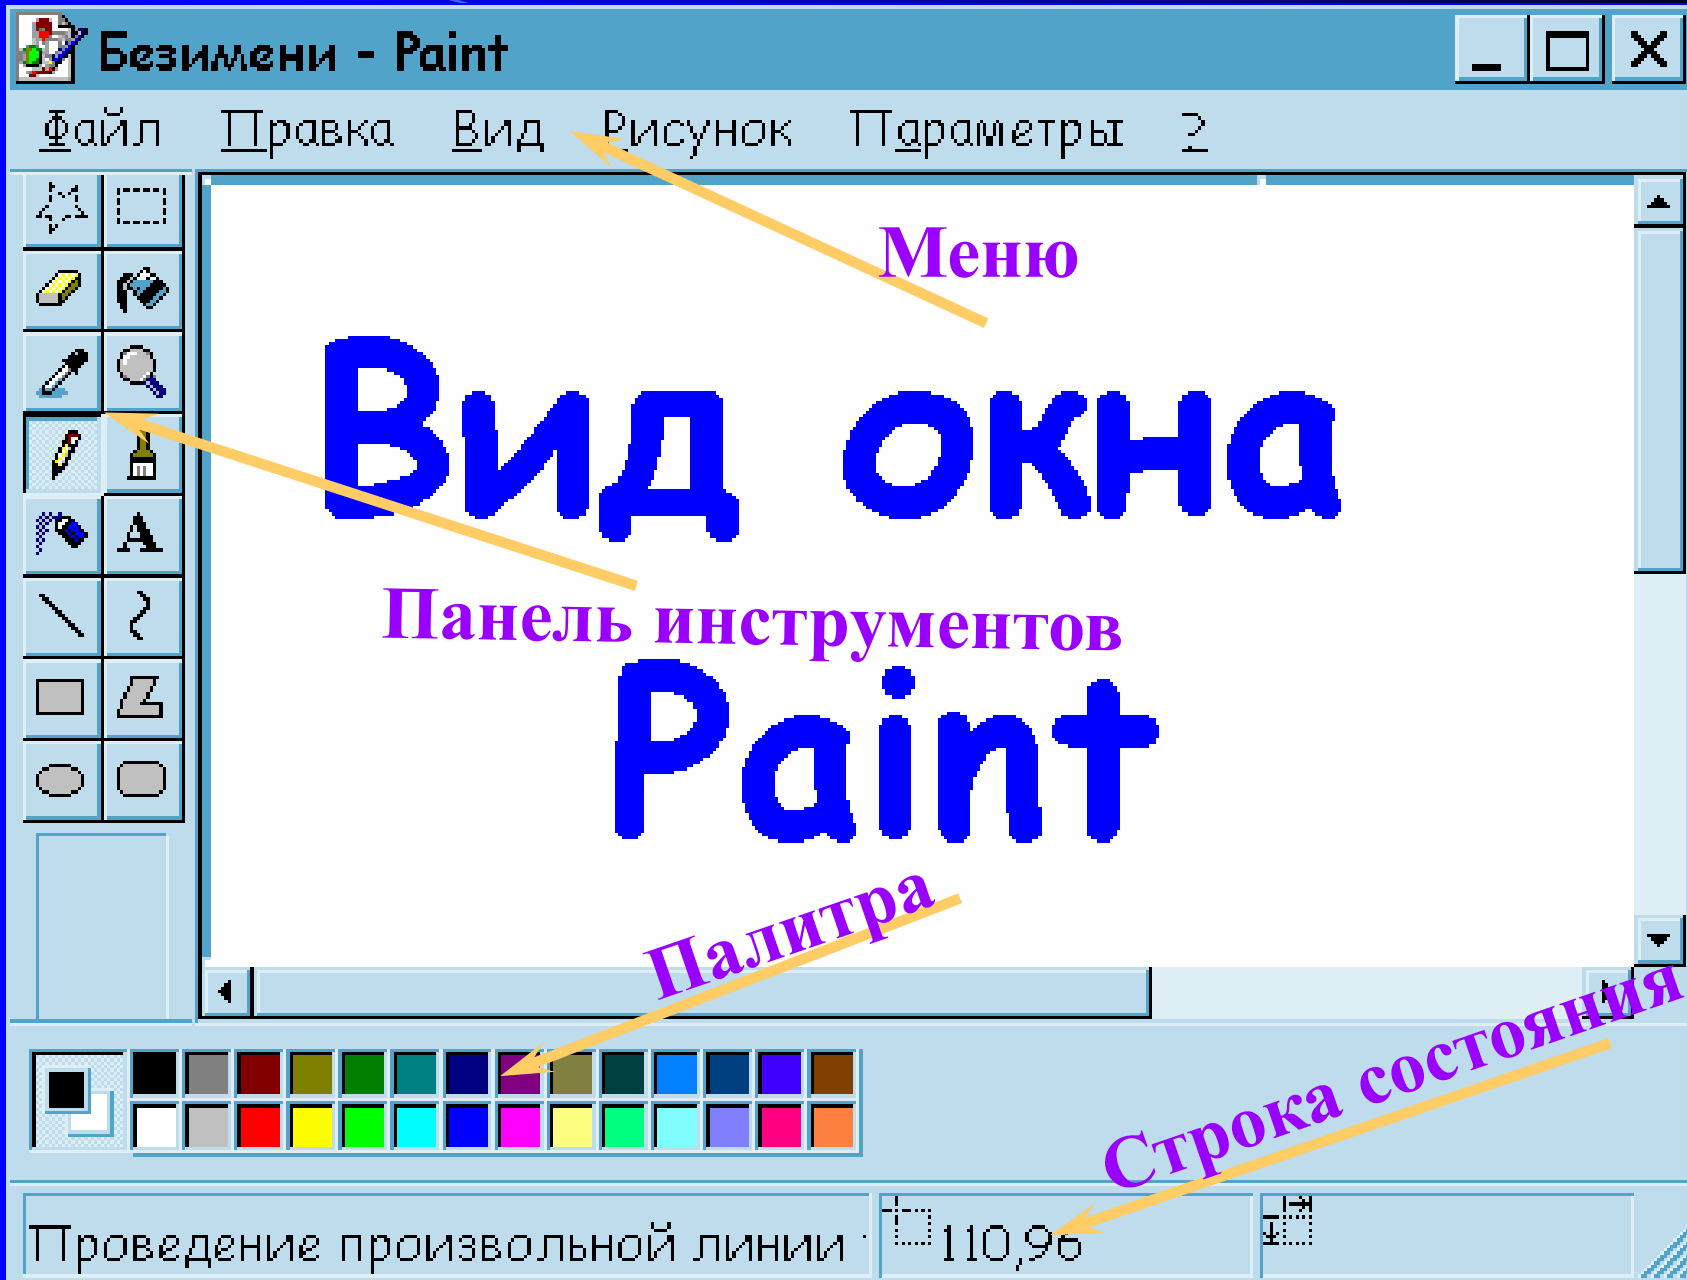 Безимени - Paint
Файл Правка Вид Рисунок Параметры ?
Меню
Вид окна
A
Панель инструментов
Paint
Палитра
Строка состояния
Проведение произвольной линии
110,96